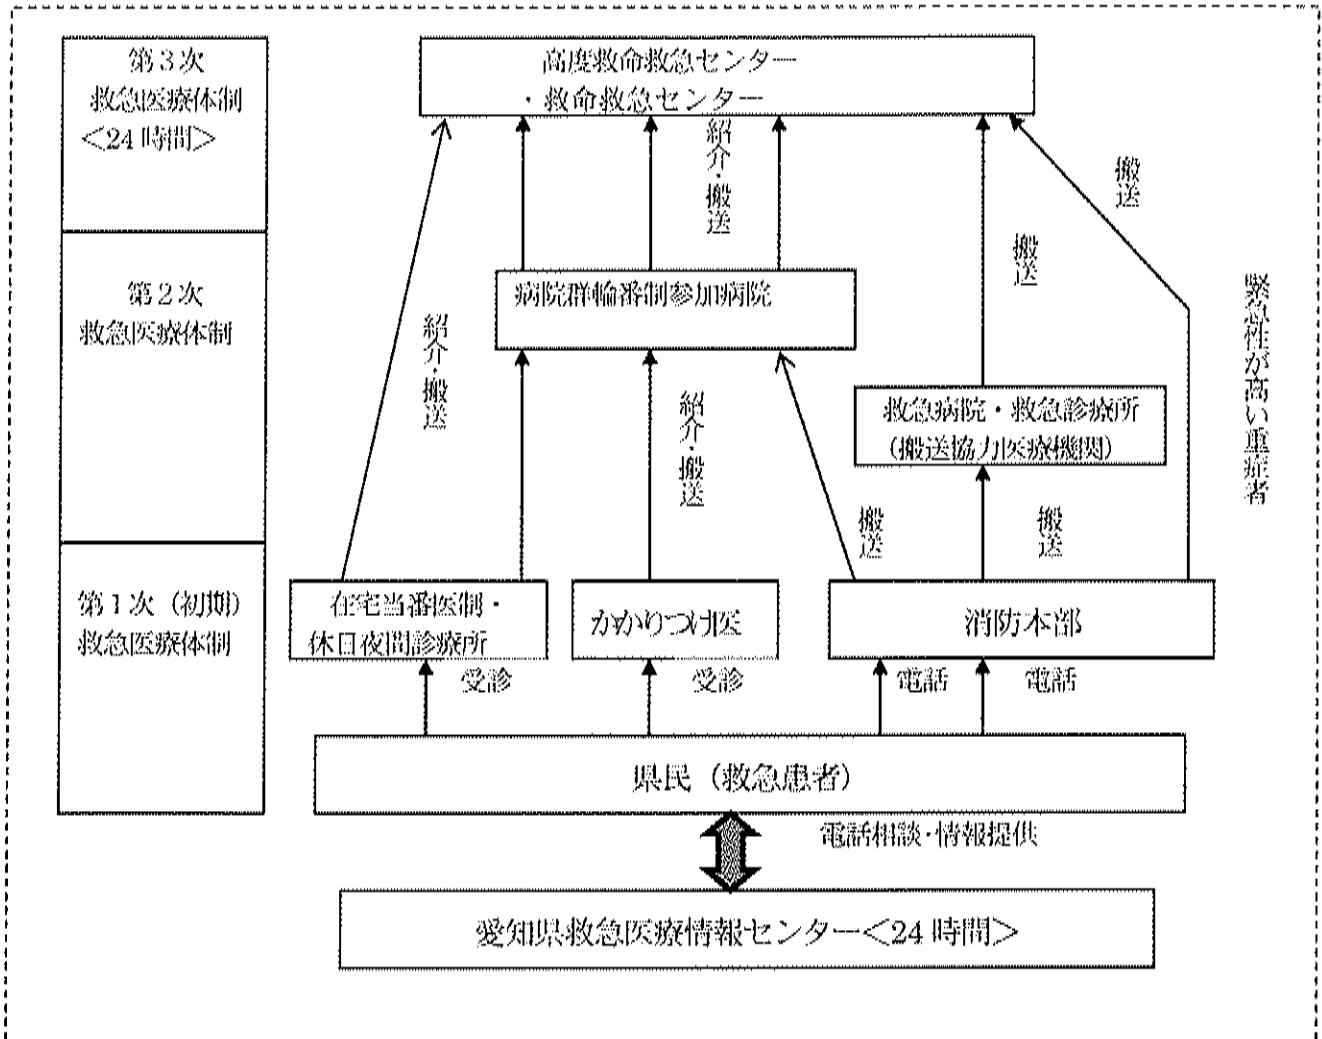 第３次
救急医療体制
＜24 時間＞
高度救命救急センター
・救命救急センター
紹介・搬送
搬送
搬送
緊急性が高い重症者
第２次
救急医療体制
病院群輪番制参加病院
紹介・搬送
紹介・搬送
救急病院・救急診療所
（搬送協力医療機関）
搬送
搬送
第１次（初期）
救急医療体制
在宅当番医制・
休日夜間診療所
かかりつけ医
消防本部
受診
受診
電話
電話
県民（救急患者）
電話相談・情報提供
愛知県救急医療情報センター＜24 時間＞